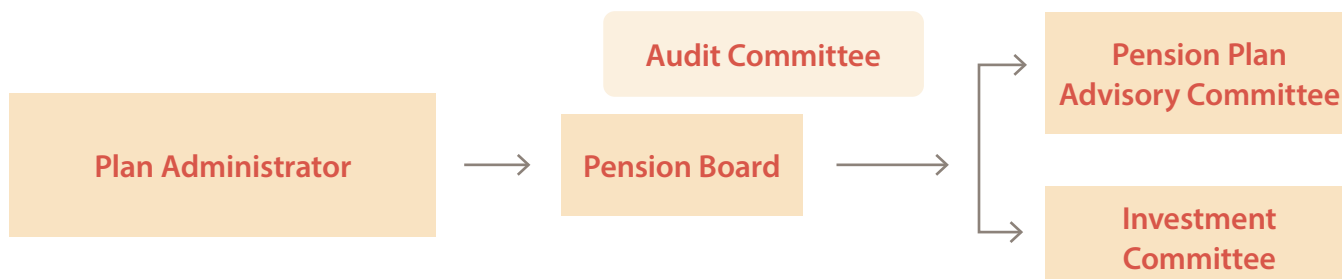 Audit Committee
Plan Administrator
Pension Board
Pension Plan
Advisory Committee
Investment
Committee